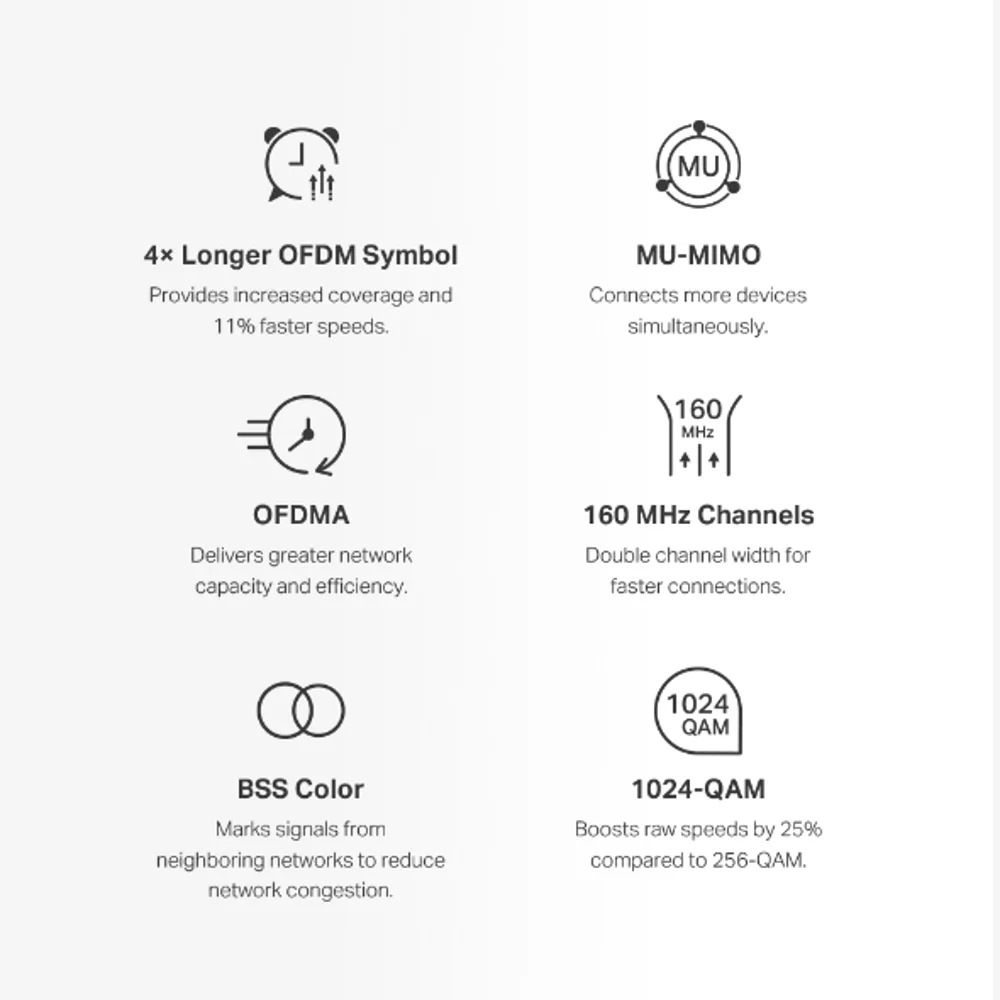 MU
4× Longer OFDM Symbol
Provides increased coverage and
11% faster speeds.
MU-MIMO
Connects more devices
simultaneously.
160
MHz
OFDMA
Delivers greater network
capacity and efficiency.
160 MHz Channels
Double channel width for
faster connections.
1024
QAM
BSS Color
Marks signals from
neighboring networks to reduce
network congestion.
1024-QAM
Boosts raw speeds by 25%
compared to 256-QAM.